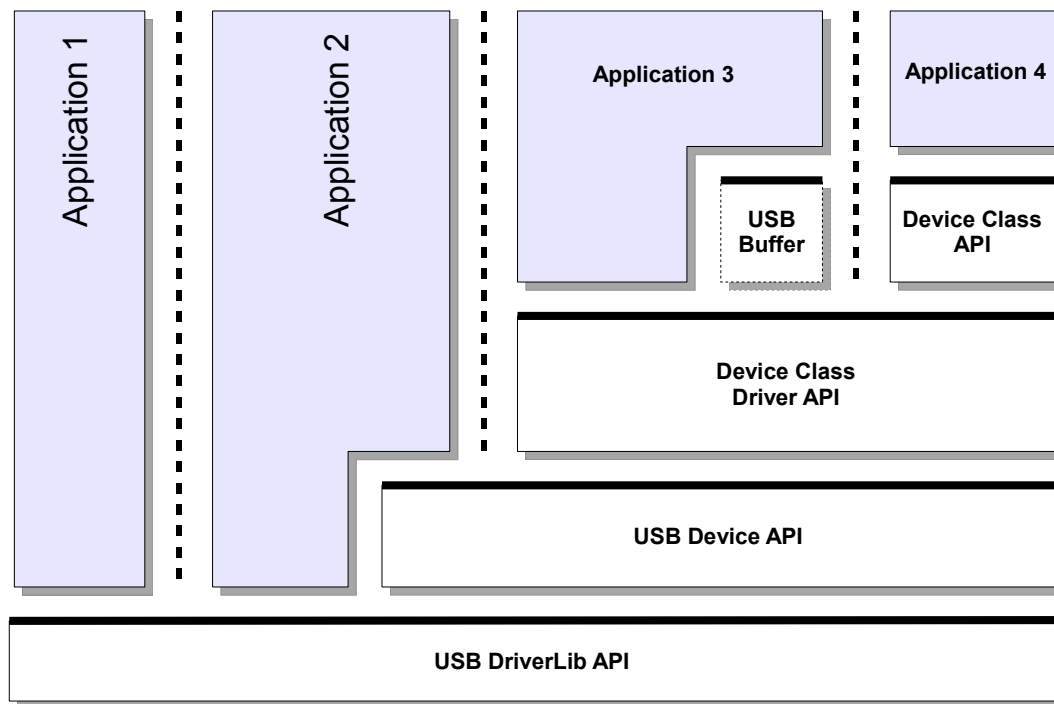 Application 1
Application 2
Application 3
Application 4
USB
Buffer
Device Class
API
Device Class
Driver API
USB Device API
USB DriverLib API